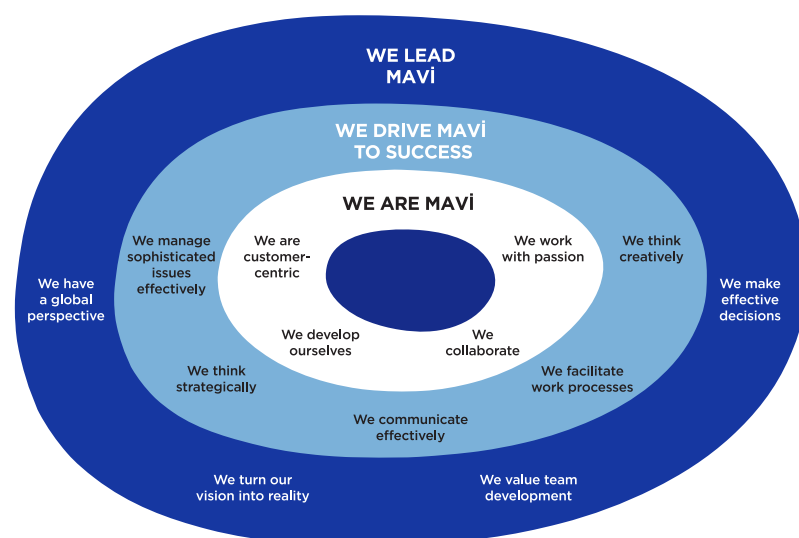 WE LEAD
MAVİ
WE DRİVE MAVİ
TO SUCCESS
WE ARE MAVİ
We manage
sophisticated
issues
effectively
We are
customer-
centric
We work
with passion
We think
creatively
We have
a global
perspective
We make
effective
decisions
We develop
ourselves
We
collaborate
We think
strategically
We facilitate
work processes
We communicate
effectively
We turn our
vision into reality
We value team
development